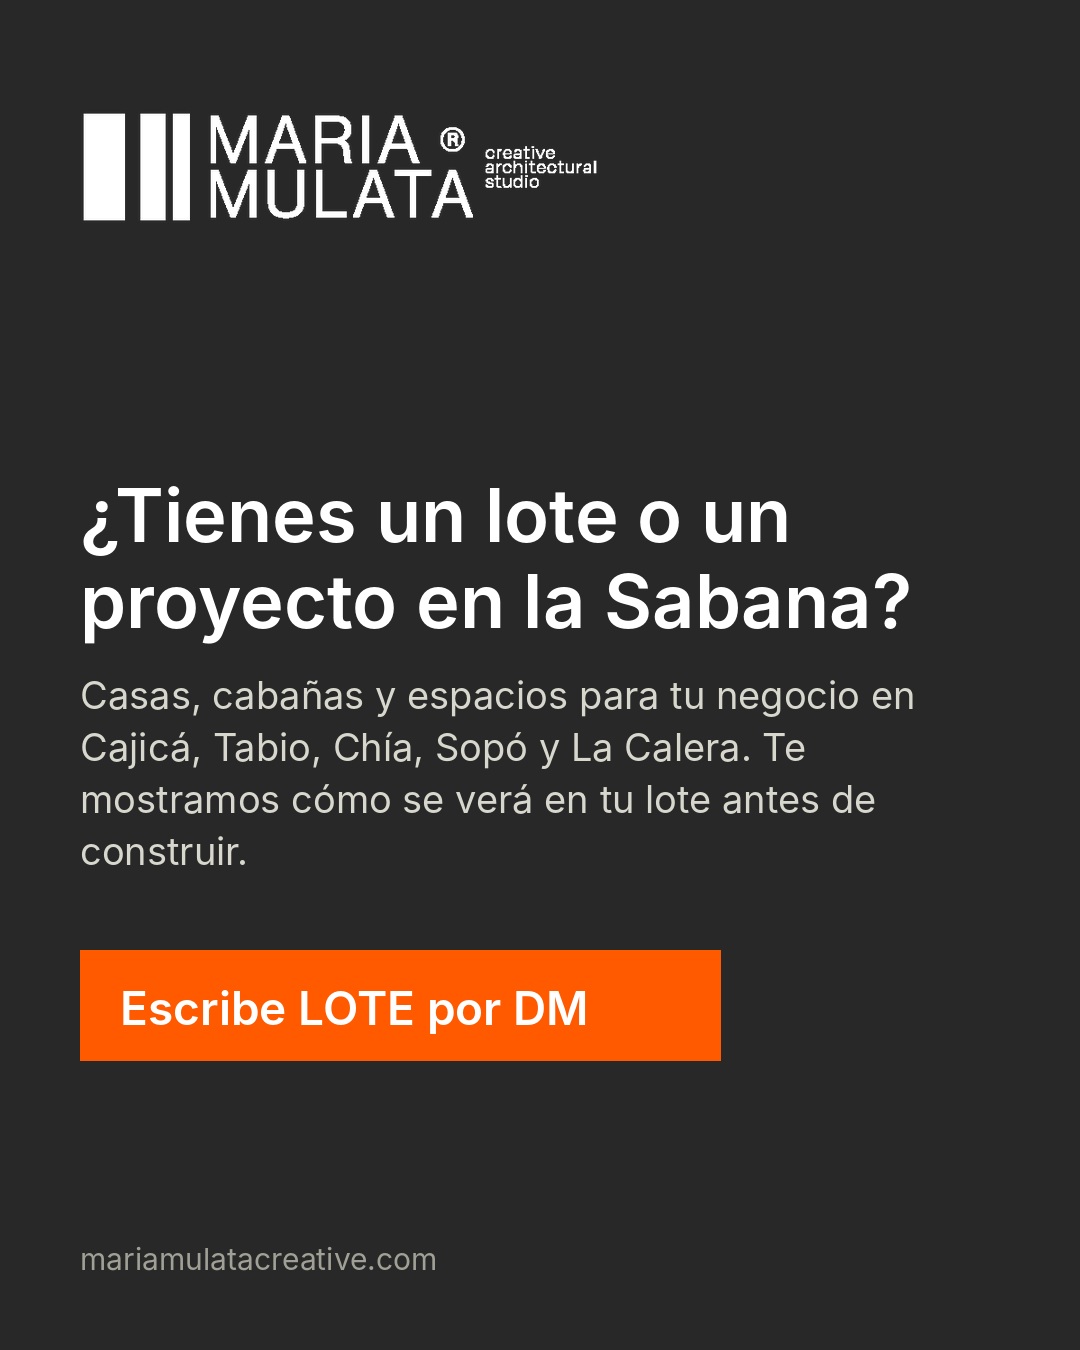 MARIA ®
MULATA
creative
architectural
studio
¿Tienes un lote o un
proyecto en la Sabana?
Casas, cabañas y espacios para tu negocio en
Cajicá, Tabio, Chía, Sopó y La Calera. Te
mostramos cómo se verá en tu lote antes de
construir.
Escribe LOTE por DM
mariamulatacreative.com